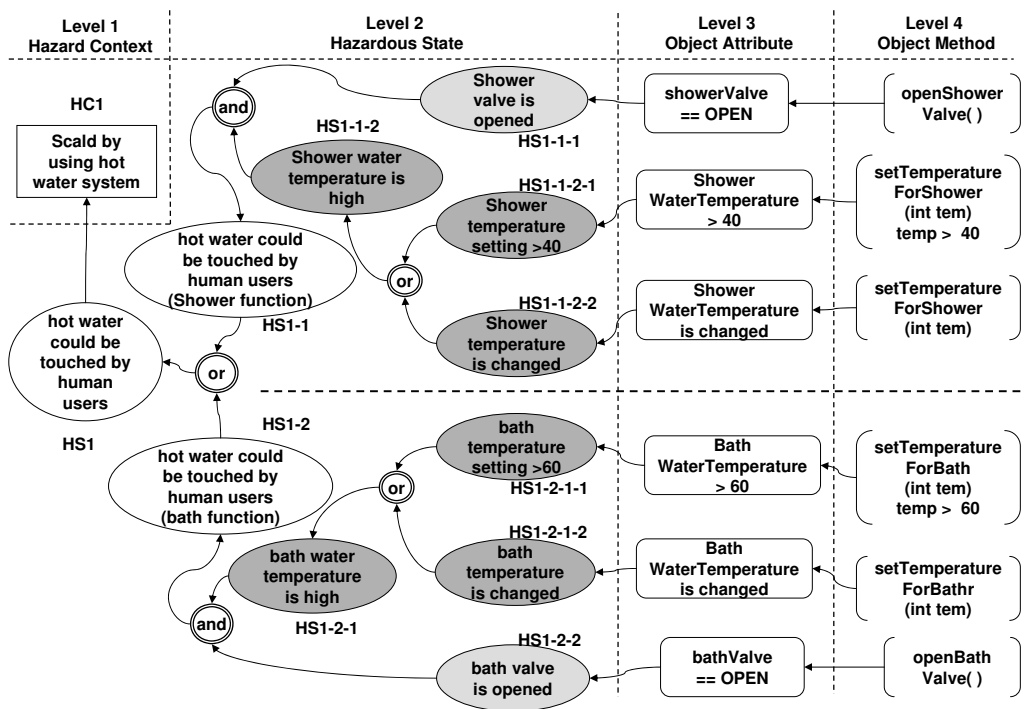 Level 1
Hazard Context
Level 2
Hazardous State
Level 3
Object Attribute
Level 4
Object Method
HC1
Scald by
using hot
water system
and
Shower
valve is
opened
HS1-1-1
showerValve
== OPEN
openShower
Valve( )
HS1-1-2
Shower water
temperature is
high
HS1-1-2-1
Shower
temperature
setting >40
Shower
WaterTemperature
> 40
setTemperature
ForShower
(int tem)
temp > 40
hot water could
be touched by
human users
(Shower function)
HS1-1
or
HS1-1-2-2
Shower
temperature
is changed
Shower
WaterTemperature
is changed
setTemperature
ForShower
(int tem)
hot water
could be
touched by
human
users
HS1
or
HS1-2
hot water could
be touched by
human users
(bath function)
bath
temperature
setting >60
HS1-2-1-1
Bath
WaterTemperature
> 60
setTemperature
ForBath
(int tem)
temp > 60
or
HS1-2-1-2
bath water
temperature
is high
HS1-2-1
bath
temperature
is changed
Bath
WaterTemperature
is changed
setTemperature
ForBathr
(int tem)
and
HS1-2-2
bath valve
is opened
bathValve
== OPEN
openBath
Valve( )